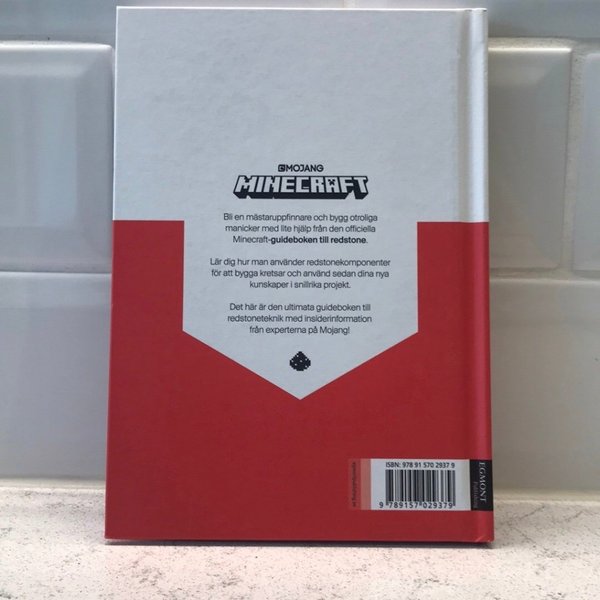 MOJANG
MINECRAFT
Bli en mästaruppfinnare och bygg otroliga
manicker med lite hjälp från den officiella
Minecraft-guideboken till redstone.
Lär dig hur man använder redstonekomponenter
för att bygga kretsar och använd sedan dina nya
kunskaper i snillrika projekt.
Det här är den ultimata guideboken till
redstoneteknik med insiderinformation
från experterna på Mojang!
ISBN: 978 91 570 2937 9
9 789157 029379
EGMONT
Publishing